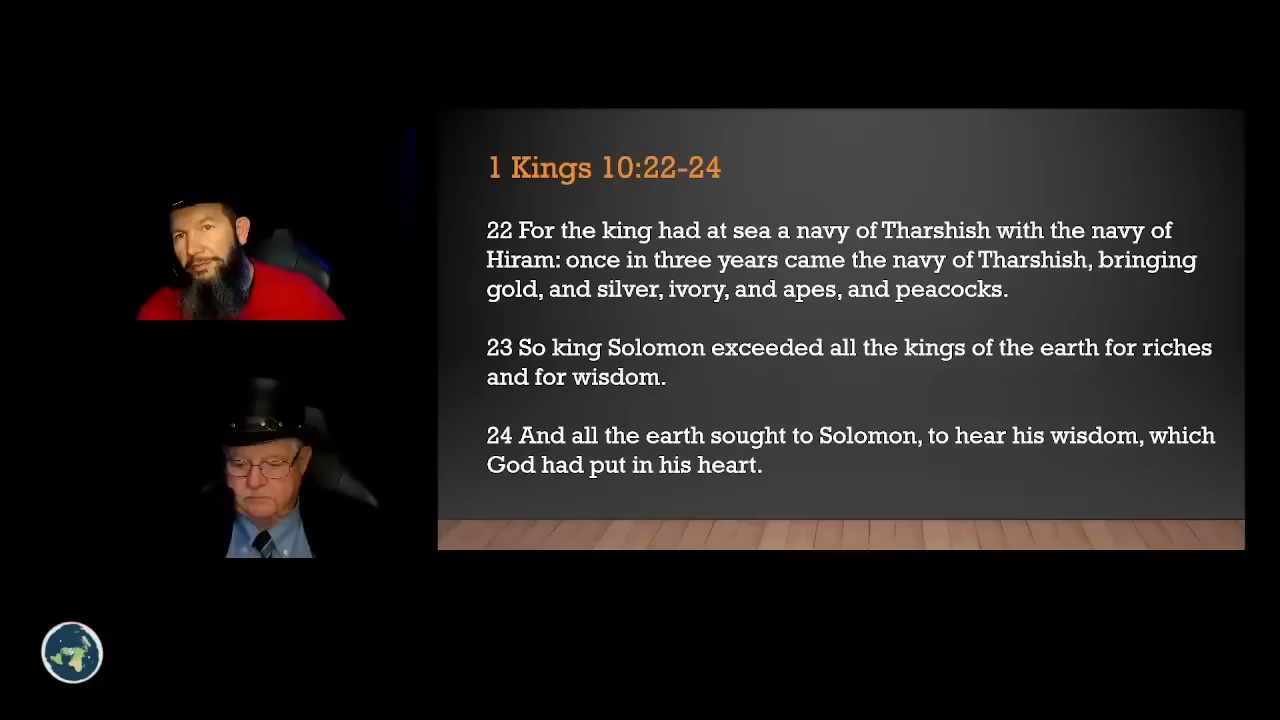 1 Kings 10:22-24
22 For the king had at sea a navy of Tharshish with the navy of
Hiram: once in three years came the navy of Tharshish, bringing
gold, and silver, ivory, and apes, and peacocks.
23 So king Solomon exceeded all the kings of the earth for riches
and for wisdom.
24 And all the earth sought to Solomon, to hear his wisdom, which
God had put in his heart.